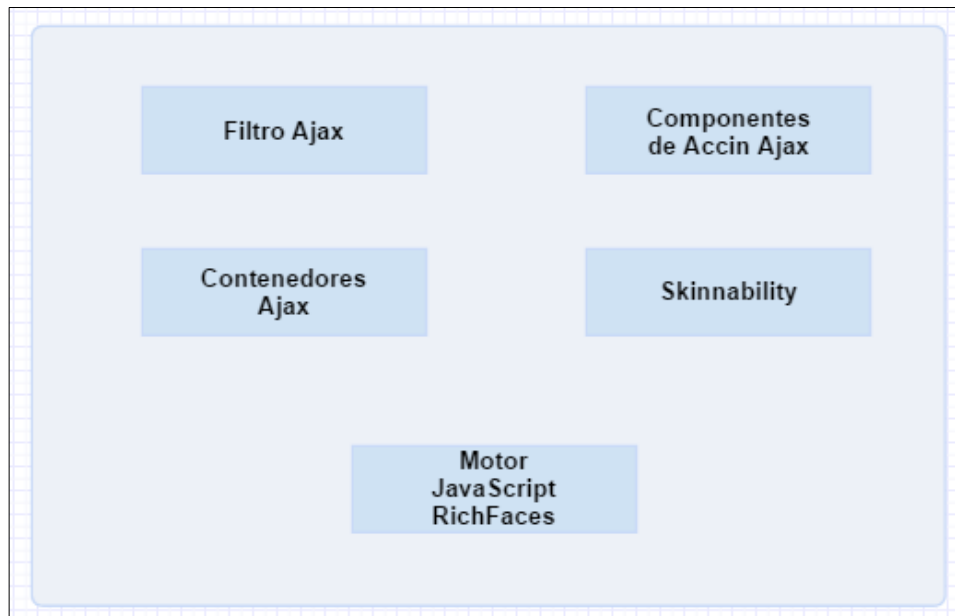 Filtro Ajax
Componentes
de Accin Ajax
Contenedores
Ajax
Skinnability
Motor
JavaScript
RichFaces